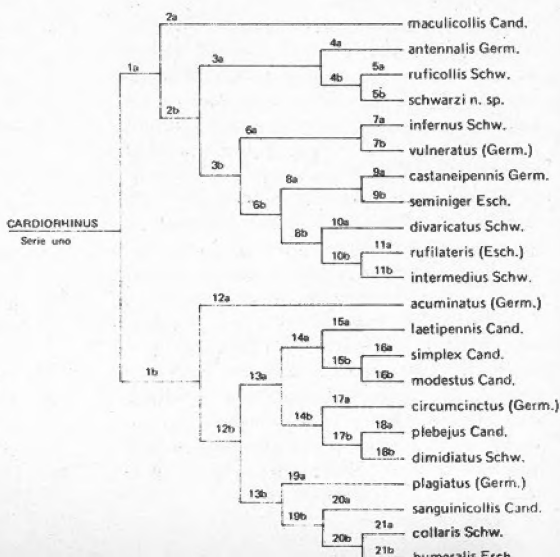 2a
maculicollis Cand.
1a
4a
antennalis Germ.
3a
5a
ruficollis Schw.
4b
2b
5b
schwarzi n. sp.
7a
infernus Schw.
6a
7b
vulneratus (Germ.)
3b
9a
castaneipennis Germ.
8a
9b
seminiger Esch.
6b
10a
divaricatus Schw.
8b
CARDIORHINUS
11a
rufilateris (Esch.)
10b
Serie uno
11b
intermedius Schw.
12a
acuminatus (Germ.)
15a
laetipennis Cand.
14a
16a
simplex Cand.
15b
1b
13a
16b
modestus Cand.
17a
circumcinctus (Germ.)
14b
18a
plebejus Cand.
12b
17b
18b
dimidiatus Schw.
19a
plagiatus (Germ.)
13b
20a
sanguinicollis Cand.
19b
21a
collaris Schw.
20b
21b
humeralis Esch.